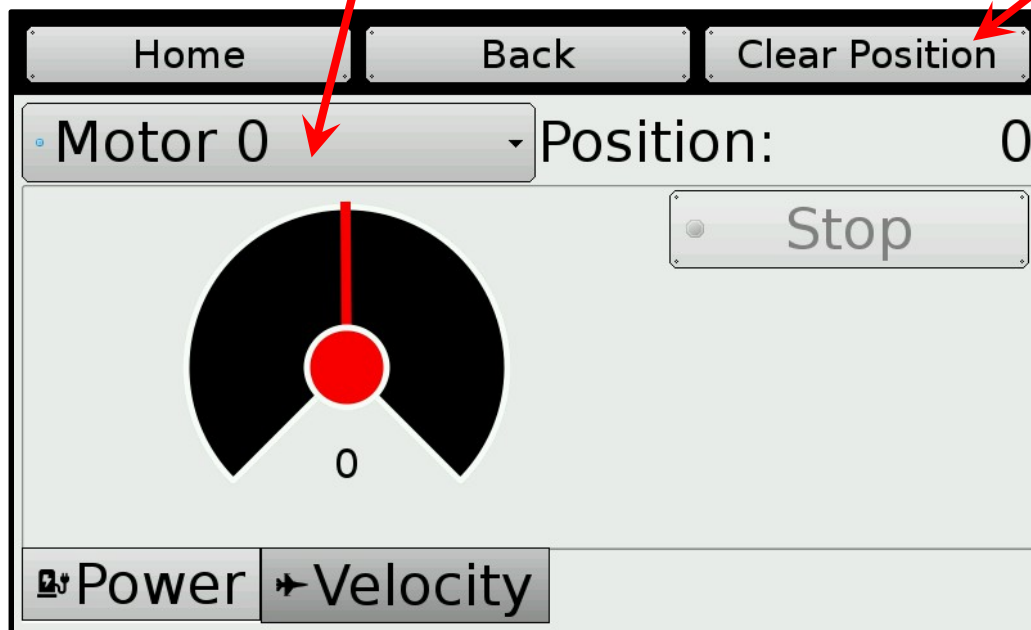 Home Back Clear Position
Motor 0 Position: 0
Stop
0
Power Velocity